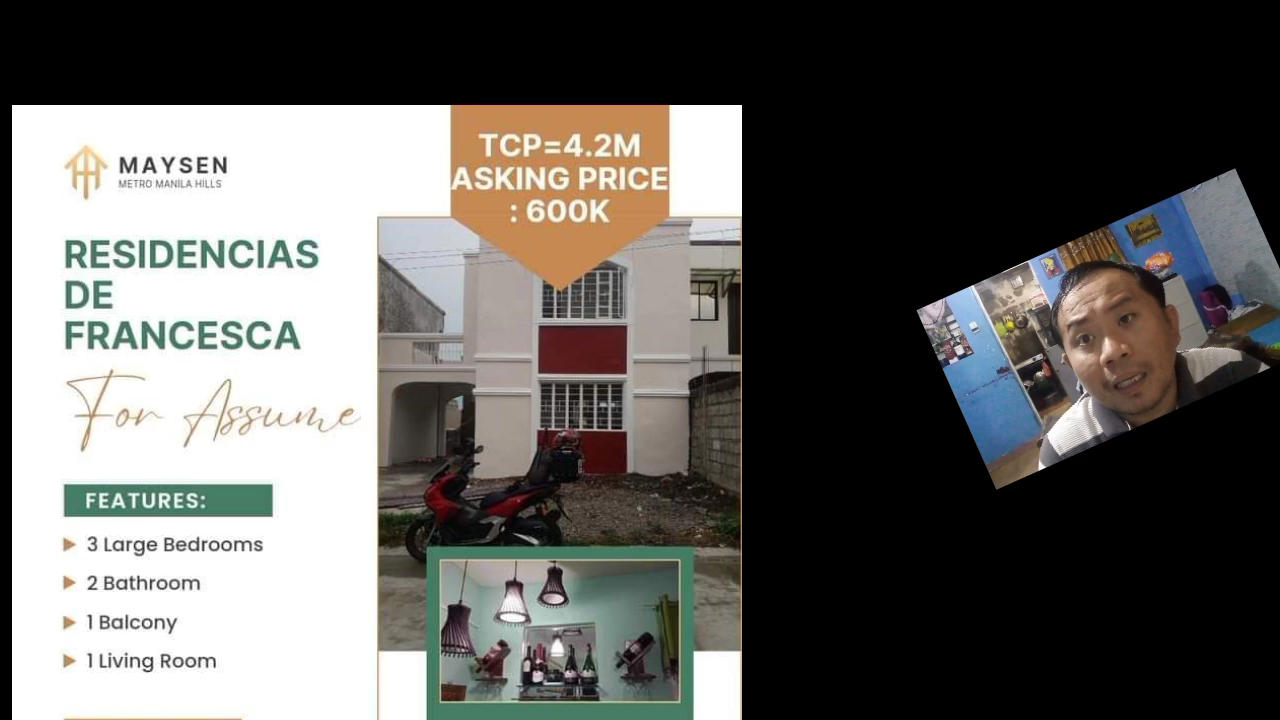 MAYSEN
METRO MANILA HILLS
TCP=4.2M
ASKING PRICE
: 600K
RESIDENCIAS
DE
FRANCESCA
For Assume
FEATURES:
3 Large Bedrooms
2 Bathroom
1 Balcony
1 Living Room